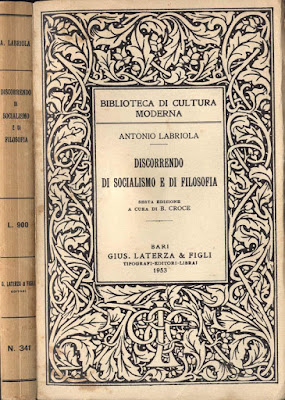 A. LABRIOLA
DISCORRENDO
DI
SOCIALISMO
E DI
FILOSOFIA
L. 900
G. LATERZA & FIGLI
EDITORI
N. 341
BIBLIOTECA DI CULTURA
MODERNA
ANTONIO LABRIOLA
DISCORRENDO
DI SOCIALISMO E DI FILOSOFIA
SESTA EDIZIONE
A CURA DI B. CROCE
BARI
GIUS. LATERZA & FIGLI
TIPOGRAFI-EDITORI-LIBRAI
1953